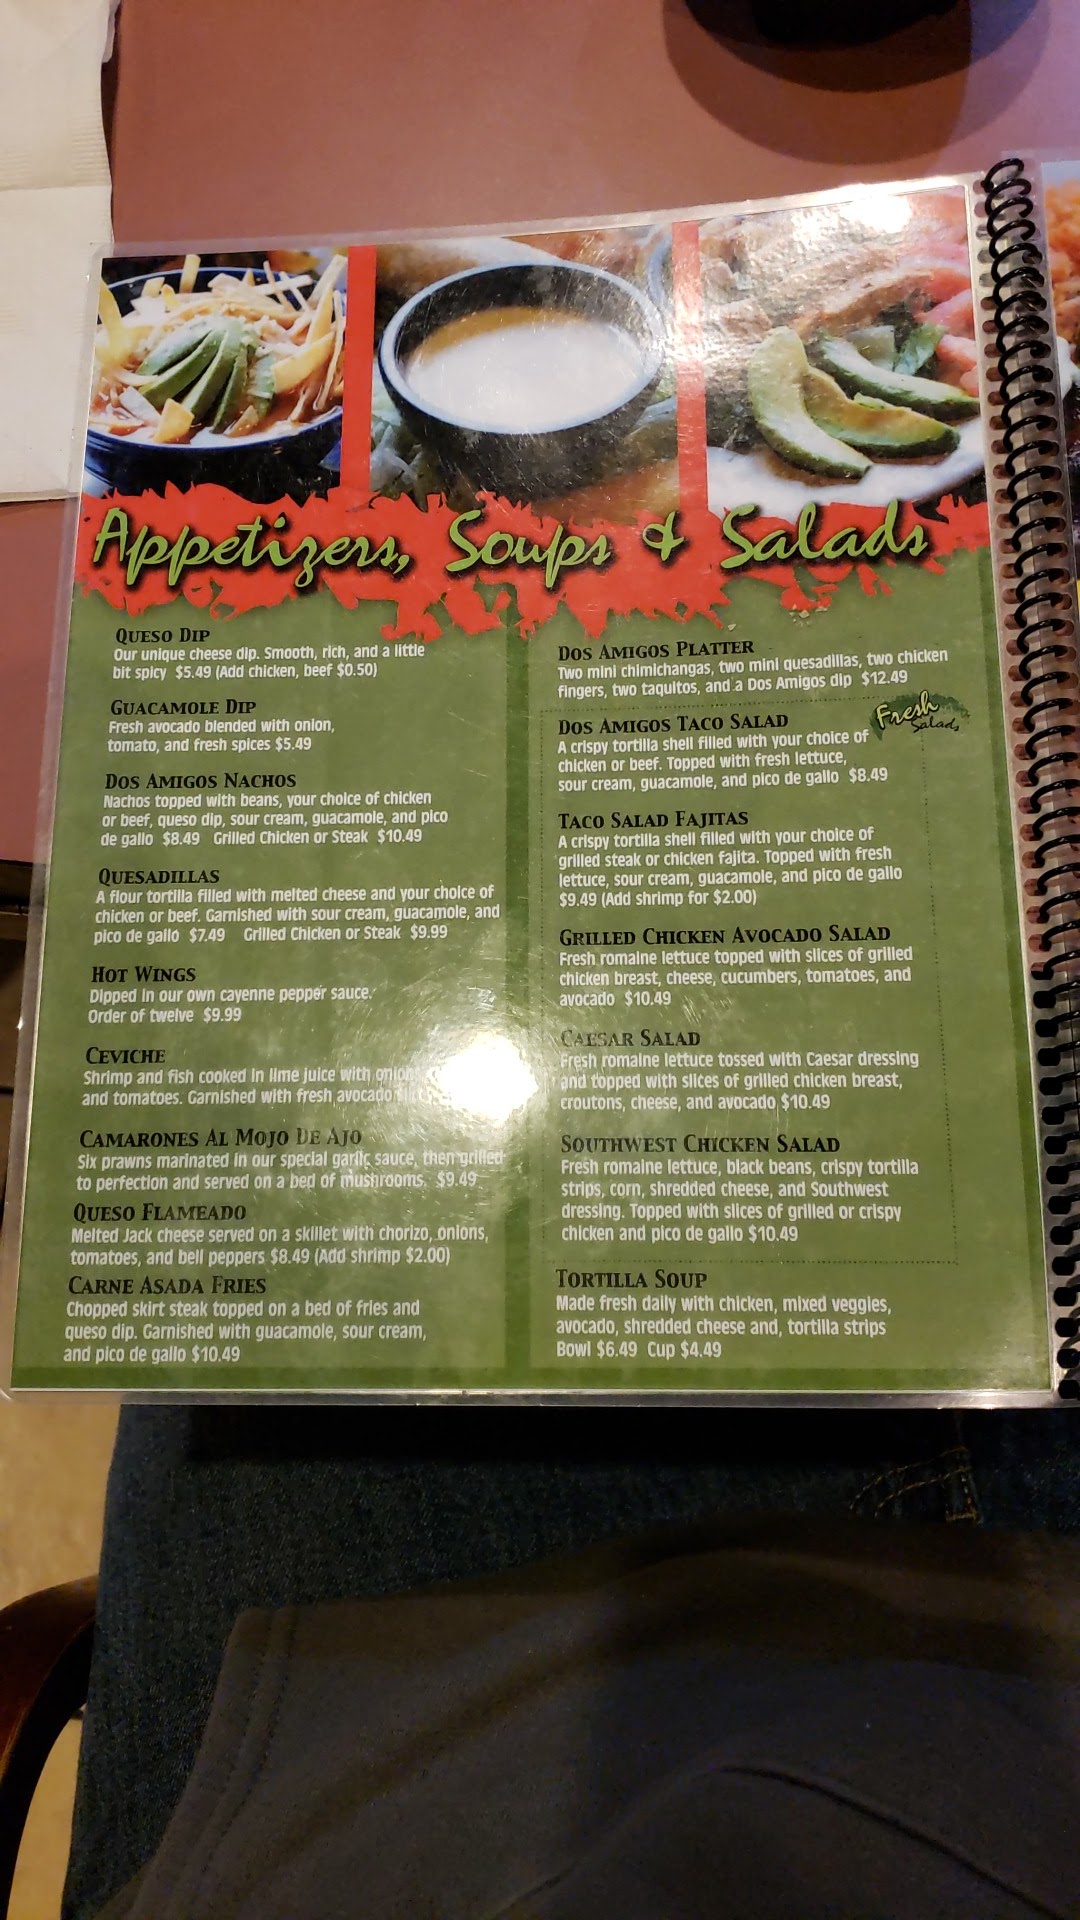 Appetizers, Soups & Salads
QUESO DIP
Our unique cheese dip. Smooth, rich, and a little
bit spicy $5.49 (Add chicken, beef $0.50)
GUACAMOLE DIP
Fresh avocado blended with onion,
tomato, and fresh spices $5.49
DOS AMIGOS NACHOS
Nachos topped with beans, your choice of chicken
or beef, queso dip, sour cream, guacamole, and pico
de gallo $8.49 Grilled Chicken or Steak $10.49
QUESADILLAS
A flour tortilla filled with melted cheese and your choice of
chicken or beef. Garnished with sour cream, guacamole, and
pico de gallo $7.49 Grilled Chicken or Steak $9.99
HOT WINGS
Dipped in our own cayenne pepper sauce.
Order of twelve $9.99
CEVICHE
Shrimp and fish cooked in lime juice with onion
and tomatoes. Garnished with fresh avocado
CAMARONES AL MOJO DE AJO
Six prawns marinated in our special garlic sauce, then grilled
to perfection and served on a bed of mushrooms. $9.49
QUESO FLAMEADO
Melted Jack cheese served on a skillet with chorizo, onions,
tomatoes, and bell peppers $8.49 (Add shrimp $2.00)
CARNE ASADA FRIES
Chopped skirt steak topped on a bed of fries and
queso dip. Garnished with guacamole, sour cream,
and pico de gallo $10.49
DOS AMIGOS PLATTER
Two mini chimichangas, two mini quesadillas, two chicken
fingers, two taquitos, and a Dos Amigos dip $12.49
Fresh
Salads
DOS AMIGOS TACO SALAD
A crispy tortilla shell filled with your choice of
chicken or beef. Topped with fresh lettuce,
sour cream, guacamole, and pico de gallo $8.49
TACO SALAD FAJITAS
A crispy tortilla shell filled with your choice of
grilled steak or chicken fajita. Topped with fresh
lettuce, sour cream, guacamole, and pico de gallo
$9.49 (Add shrimp for $2.00)
GRILLED CHICKEN AVOCADO SALAD
Fresh romaine lettuce topped with slices of grilled
chicken breast, cheese, cucumbers, tomatoes, and
avocado $10.49
CAESAR SALAD
Fresh romaine lettuce tossed with Caesar dressing
and topped with slices of grilled chicken breast,
croutons, cheese, and avocado $10.49
SOUTHWEST CHICKEN SALAD
Fresh romaine lettuce, black beans, crispy tortilla
strips, corn, shredded cheese, and Southwest
dressing. Topped with slices of grilled or crispy
chicken and pico de gallo $10.49
TORTILLA SOUP
Made fresh daily with chicken, mixed veggies,
avocado, shredded cheese and, tortilla strips
Bowl $6.49 Cup $4.49